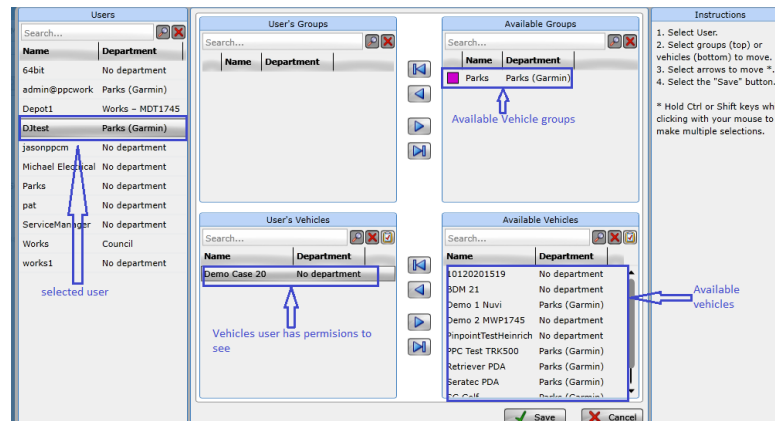 Users
Search...
Name Department
64bit No department
admin@ppcwork Parks (Garmin)
Depot1 Works – MDT1745
DJtest Parks (Garmin)
jasonppcm No department
Michael Electrical No department
Parks No department
pat No department
ServiceManager No department
Works Council
works1 No department
selected user
User's Groups
Search...
Name Department
Available Groups
Search...
Name Department
Parks Parks (Garmin)
Available Vehicle groups
User's Vehicles
Search...
Name Department
Demo Case 20 No department
Vehicles user has permisions to
see
Available Vehicles
Search...
Name Department
10120201519 No department
BDM 21 No department
Demo 1 Nuvi Parks (Garmin)
Demo 2 MWP1745 No department
PinpointTestHeinrich No department
PPC Test TRK500 Parks (Garmin)
Retriever PDA Parks (Garmin)
Seratec PDA Parks (Garmin)
Parks (Garmin)
Save Cancel
Instructions
1. Select User.
2. Select groups (top) or
vehicles (bottom) to move.
3. Select arrows to move *.
4. Select the "Save" button.
* Hold Ctrl or Shift keys wh
clicking with your mouse to
make multiple selections.
Available
vehicles